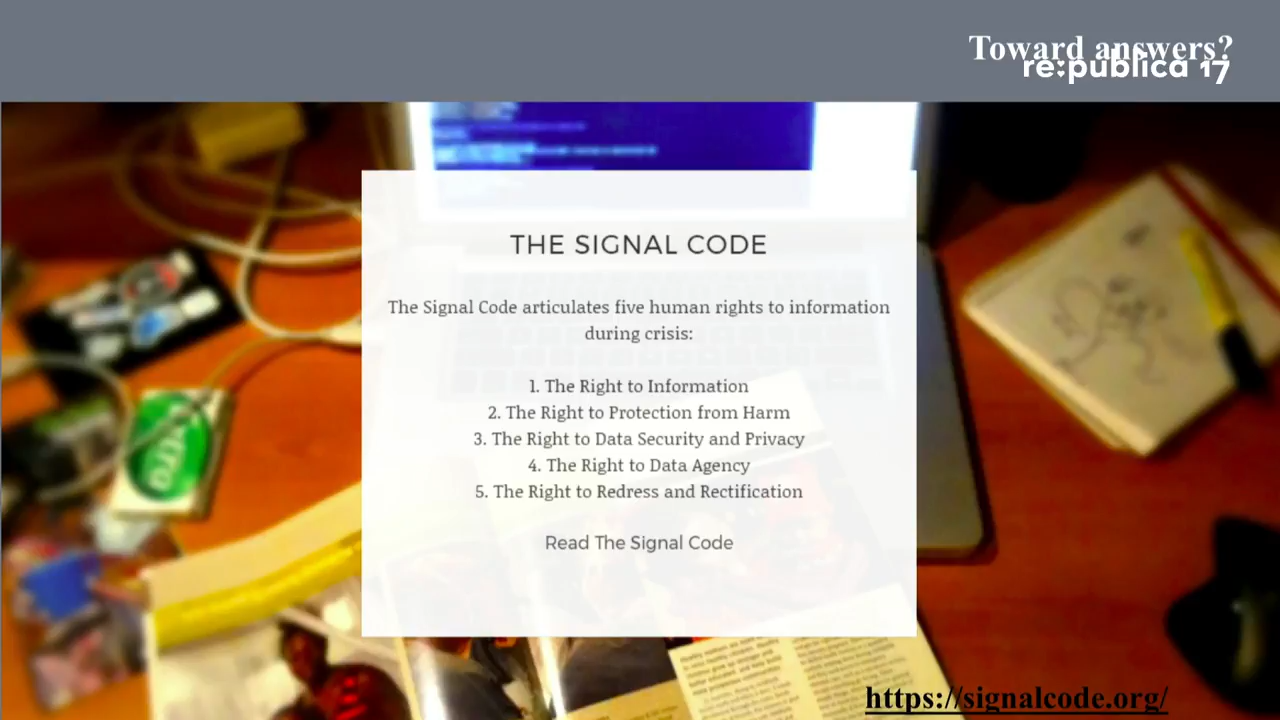 Toward answers?
re:publica 17
THE SIGNAL CODE
The Signal Code articulates five human rights to information
during crisis:
1. The Right to Information
2. The Right to Protection from Harm
3. The Right to Data Security and Privacy
4. The Right to Data Agency
5. The Right to Redress and Rectification
Read The Signal Code
https://signalcode.org/